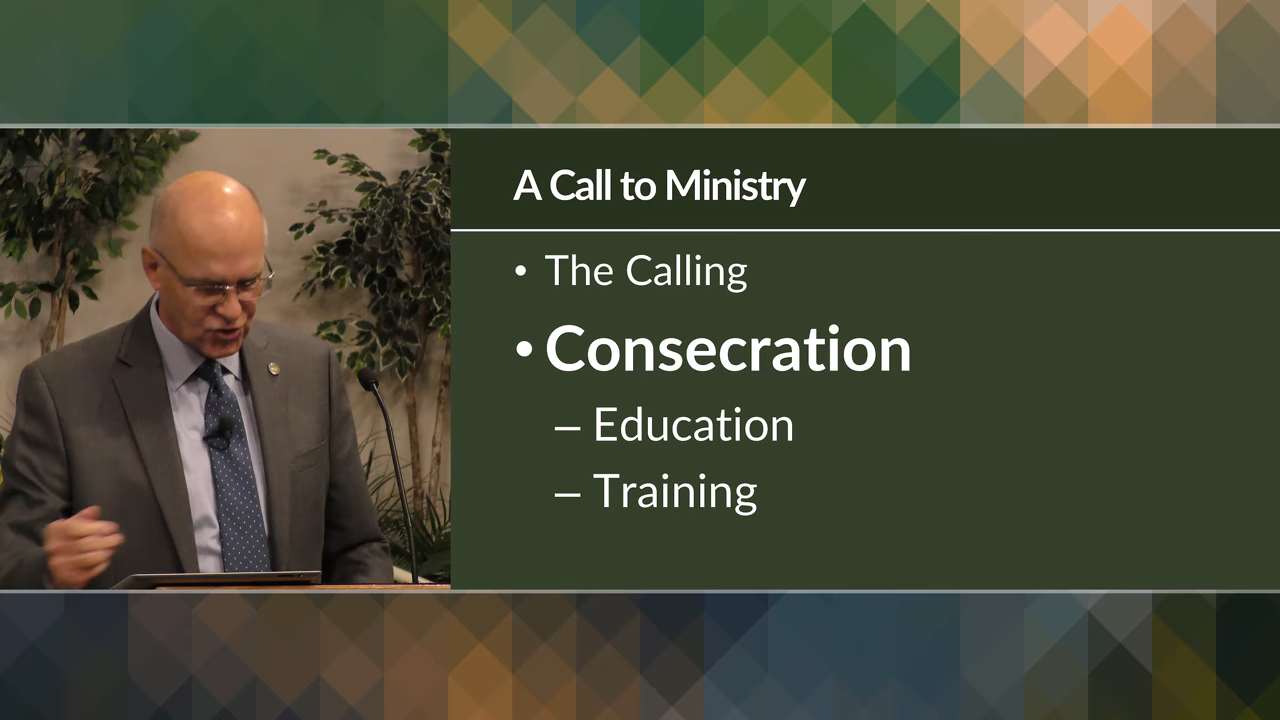 A Call to Ministry
• The Calling
• Consecration
– Education
– Training